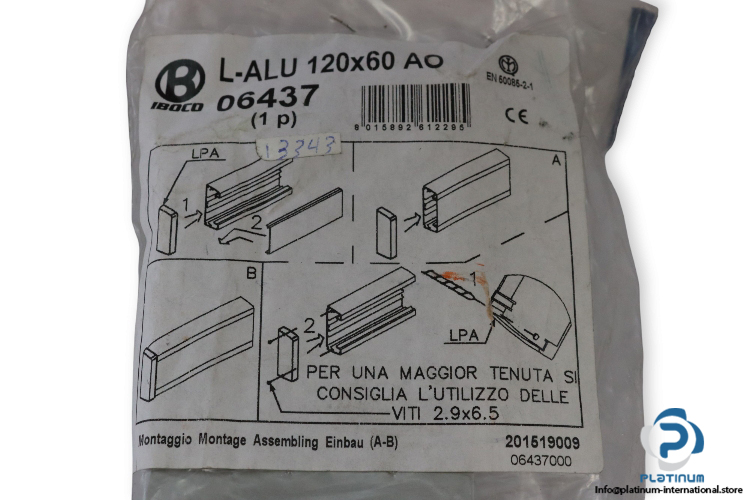 IBOCO
L-ALU 120x60 AO
06437
(1 p)
EN 50085-2-1
8 015892 612295
CE
13343
LPA
1
2
A
B
2
1
LPA
PER UNA MAGGIOR TENUTA SI
CONSIGLIA L'UTILIZZO DELLE
VITI 2.9x6.5
Montaggio Montage Assembling Einbau (A-B)
201519009
06437000
PLATINUM
Info@platinum-international.store